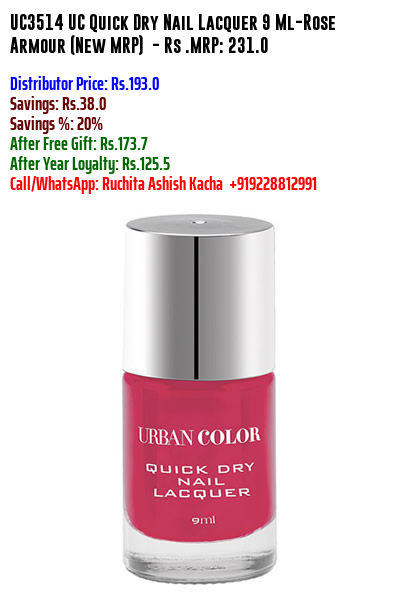 UC3514 UC Quick Dry Nail Lacquer 9 Ml-Rose
Armour (New MRP) - Rs .MRP: 231.0
Distributor Price: Rs.193.0
Savings: Rs.38.0
Savings %: 20%
After Free Gift: Rs.173.7
After Year Loyalty: Rs.125.5
Call/WhatsApp: Ruchita Ashish Kacha +919228812991
URBAN COLOR
QUICK DRY
NAIL
LACQUER
9ml